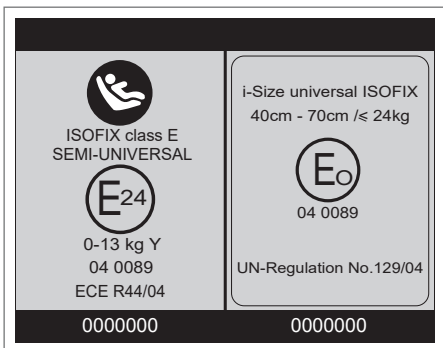 ISOFIX class E
SEMI-UNIVERSAL
E24
0-13 kg Y
04 0089
ECE R44/04
0000000
i-Size universal ISOFIX
40cm - 70cm /≤ 24kg
EO
04 0089
UN-Regulation No.129/04
0000000